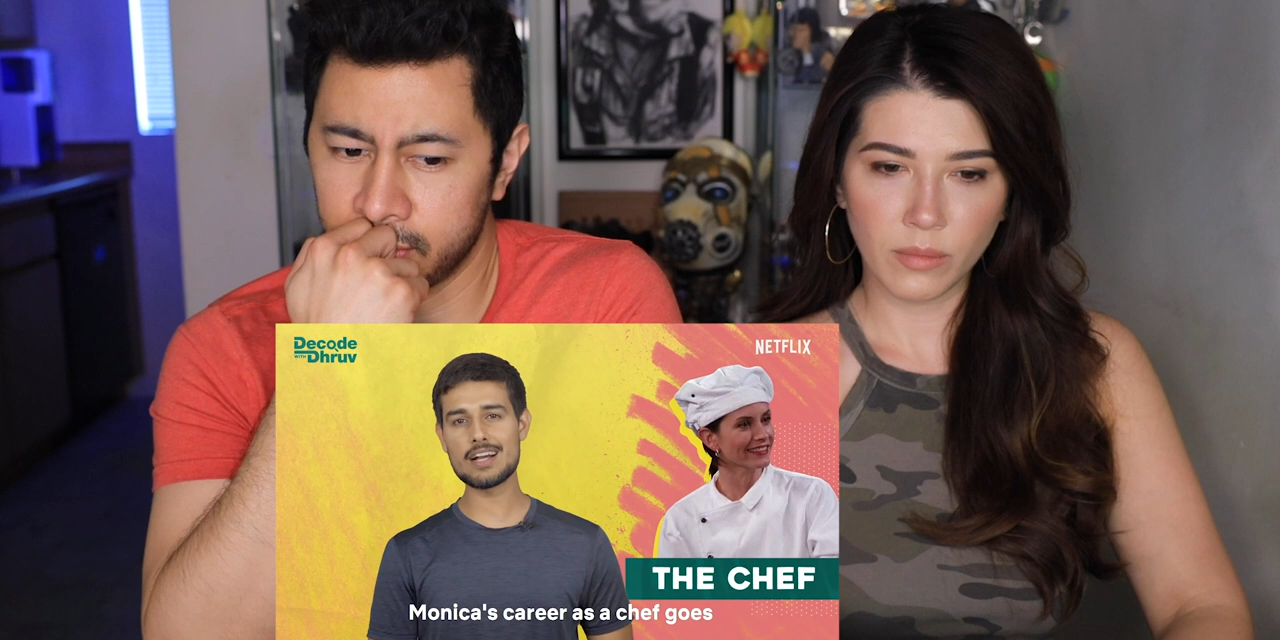 Decode
WITH Dhruv
NETFLIX
THE CHEF
Monica's career as a chef goes